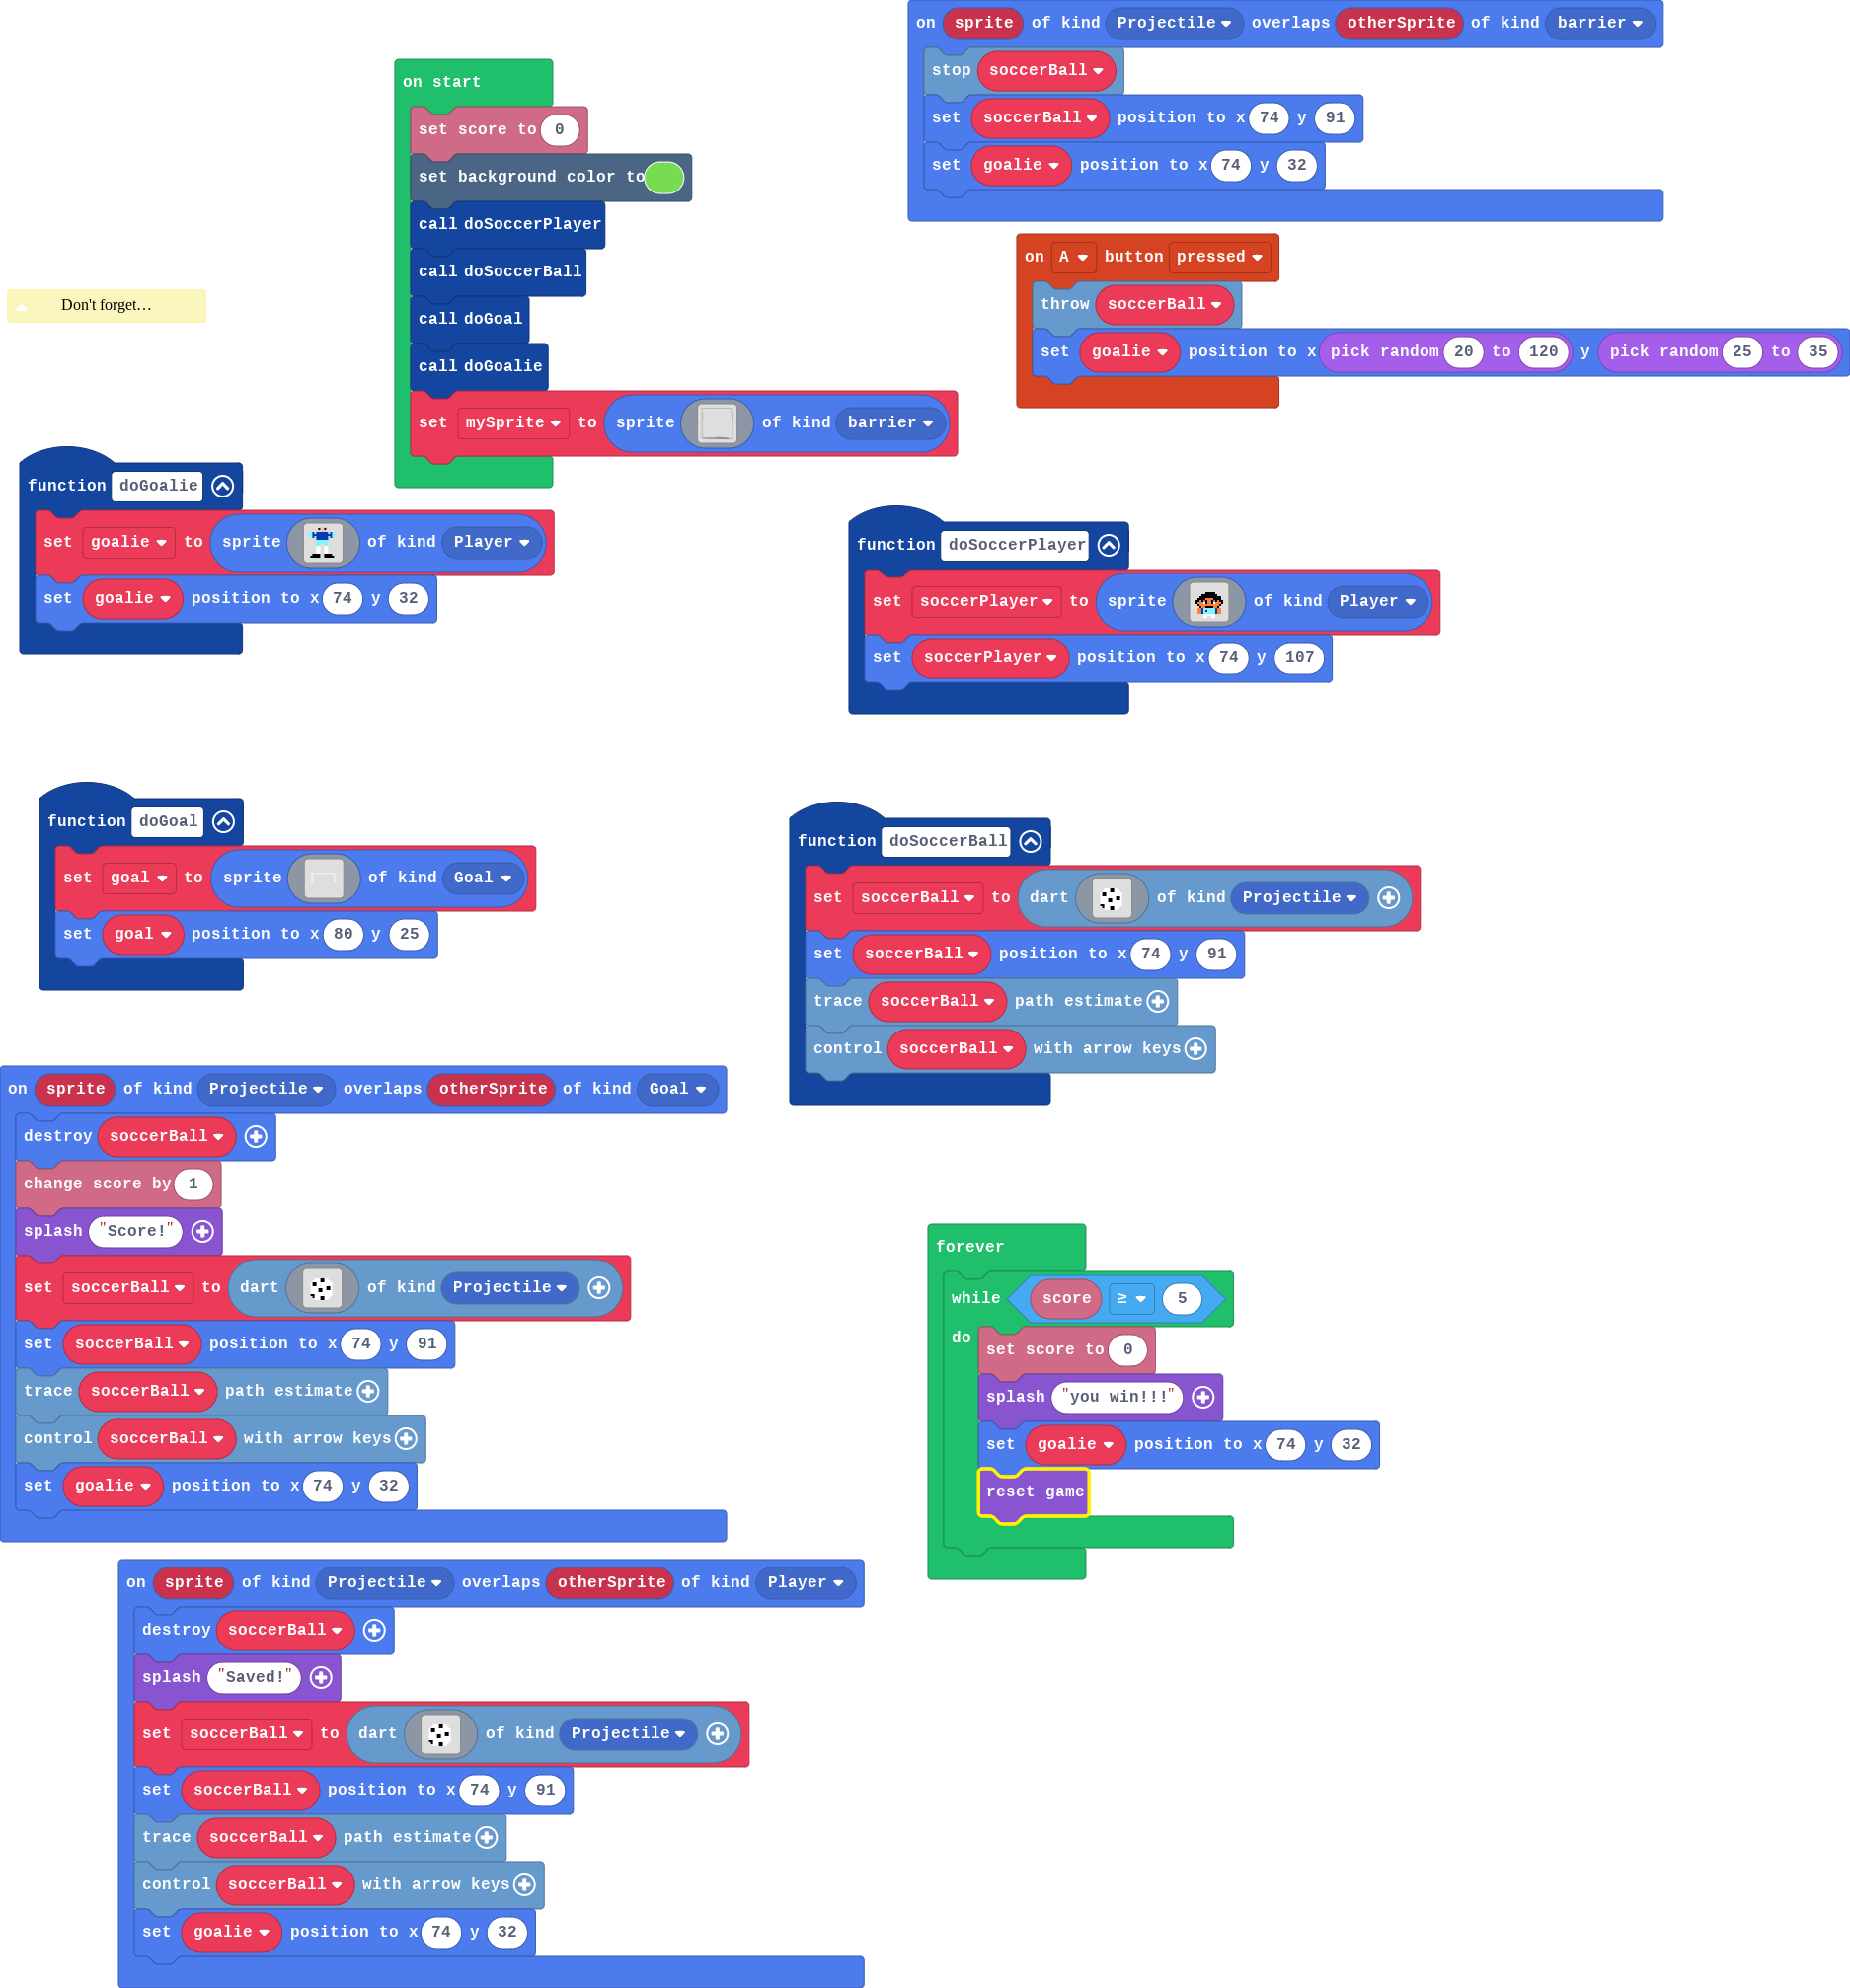 on sprite of kind Projectile overlaps otherSprite of kind barrier
stop soccerBall
set soccerBall position to x 74 y 91
set goalie position to x 74 y 32
on start
set score to 0
set background color to
call doSoccerPlayer
call doSoccerBall
call doGoal
call doGoalie
set mySprite to sprite of kind barrier
on A button pressed
throw soccerBall
set goalie position to x pick random 20 to 120 y pick random 25 to 35
Don't forget...
function doGoalie
set goalie to sprite of kind Player
set goalie position to x 74 y 32
function doSoccerPlayer
set soccerPlayer to sprite of kind Player
set soccerPlayer position to x 74 y 107
function doGoal
set goal to sprite of kind Goal
set goal position to x 80 y 25
function doSoccerBall
set soccerBall to dart of kind Projectile
set soccerBall position to x 74 y 91
trace soccerBall path estimate
control soccerBall with arrow keys
on sprite of kind Projectile overlaps otherSprite of kind Goal
destroy soccerBall
change score by 1
splash "Score!"
set soccerBall to dart of kind Projectile
set soccerBall position to x 74 y 91
trace soccerBall path estimate
control soccerBall with arrow keys
set goalie position to x 74 y 32
forever
while score ≥ 5
do
set score to 0
splash "you win!!!"
set goalie position to x 74 y 32
reset game
on sprite of kind Projectile overlaps otherSprite of kind Player
destroy soccerBall
splash "Saved!"
set soccerBall to dart of kind Projectile
set soccerBall position to x 74 y 91
trace soccerBall path estimate
control soccerBall with arrow keys
set goalie position to x 74 y 32